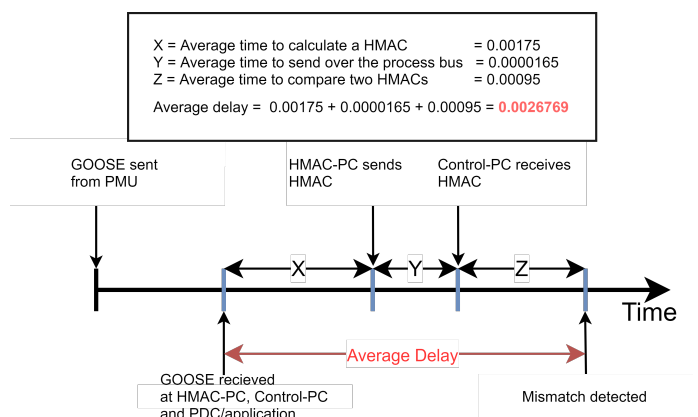 X = Average time to calculate a HMAC = 0.00175
Y = Average time to send over the process bus = 0.0000165
Z = Average time to compare two HMACs = 0.00095
Average delay = 0.00175 + 0.0000165 + 0.00095 = 0.0026769
GOOSE sent
from PMU
HMAC-PC sends
HMAC
Control-PC receives
HMAC
X
Y
Z
Time
Average Delay
GOOSE recieved
at HMAC-PC, Control-PC
and PDC/application
Mismatch detected